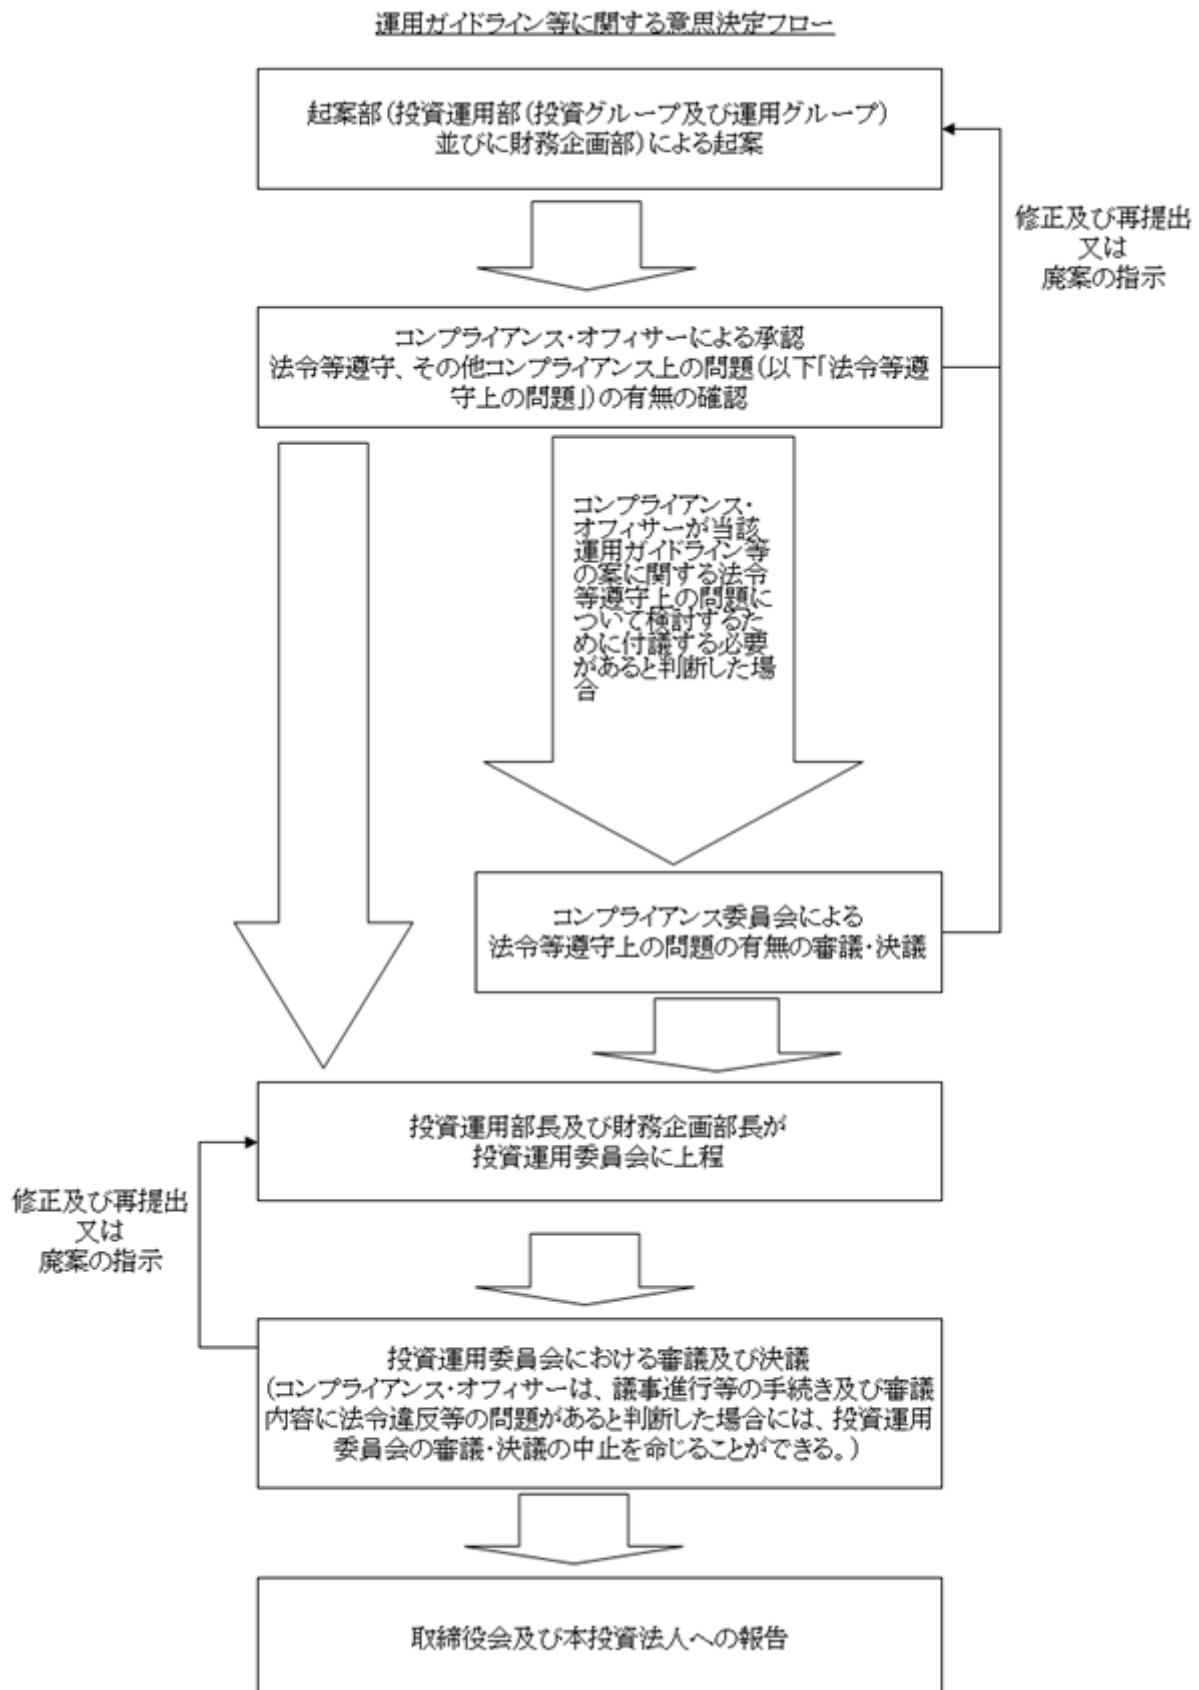 運用ガイドライン等に関する意思決定フロー
起案部(投資運用部(投資グループ及び運用グループ)
並びに財務企画部)による起案
修正及び再提出
又は
廃案の指示
コンプライアンス・オフィサーによる承認
法令等遵守、その他コンプライアンス上の問題(以下「法令等遵
守上の問題」)の有無の確認
コンプライアンス・
オフィサーが当該
運用ガイドライン等
の案に関する法令
等遵守上の問題に
ついて検討するた
めに付議する必要
があると判断した場
合
コンプライアンス委員会による
法令等遵守上の問題の有無の審議・決議
投資運用部長及び財務企画部長が
投資運用委員会に上程
修正及び再提出
又は
廃案の指示
投資運用委員会における審議及び決議
(コンプライアンス・オフィサーは、議事進行等の手続き及び審議
内容に法令違反等の問題があると判断した場合には、投資運用
委員会の審議・決議の中止を命じることができる。)
取締役会及び本投資法人への報告